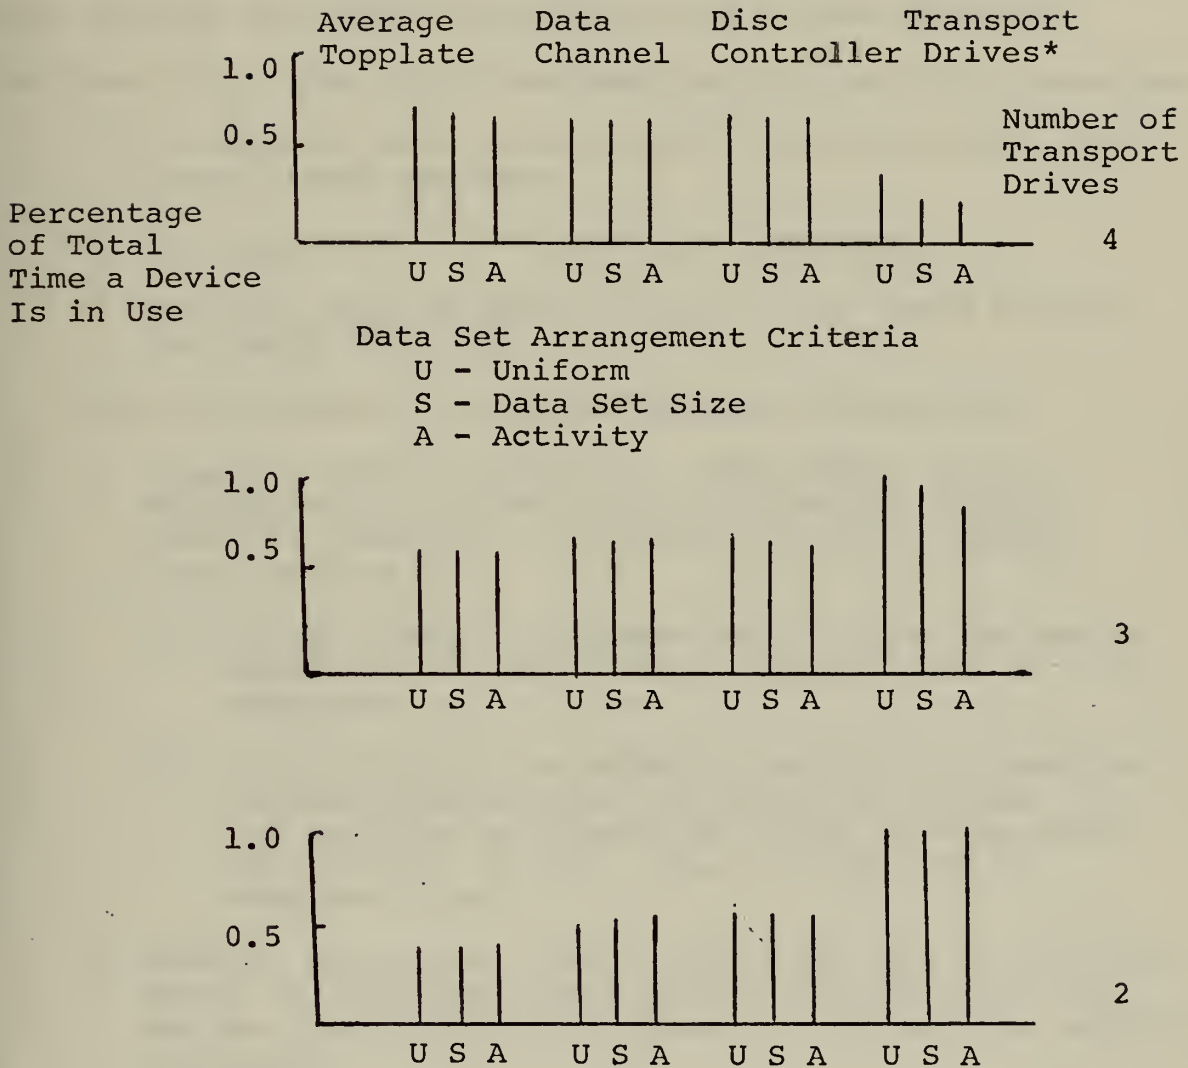 Average Data Disc Transport
Topplate Channel Controller Drives*
1.0
0.5
Number of
Transport
Drives
4
Percentage
of Total
Time a Device
Is in Use
U S A U S A U S A U S A
Data Set Arrangement Criteria
U - Uniform
S - Data Set Size
A - Activity
1.0
0.5
3
U S A U S A U S A U S A
1.0
0.5
2
U S A U S A U S A U S A